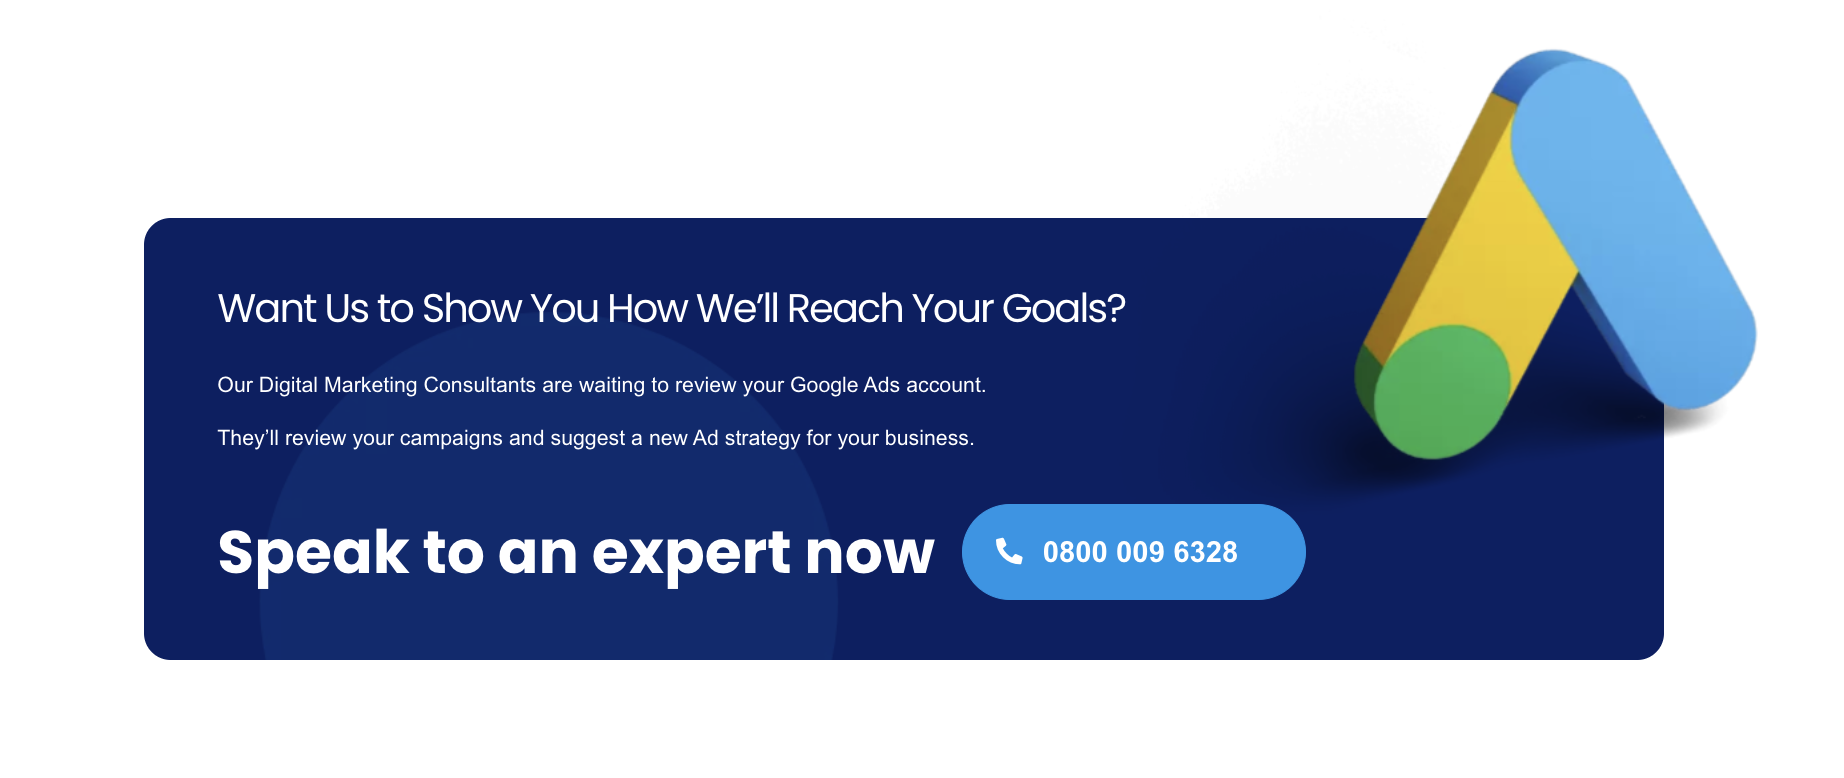 Want Us to Show You How We’ll Reach Your Goals?
Our Digital Marketing Consultants are waiting to review your Google Ads account.
They’ll review your campaigns and suggest a new Ad strategy for your business.
Speak to an expert now
0800 009 6328